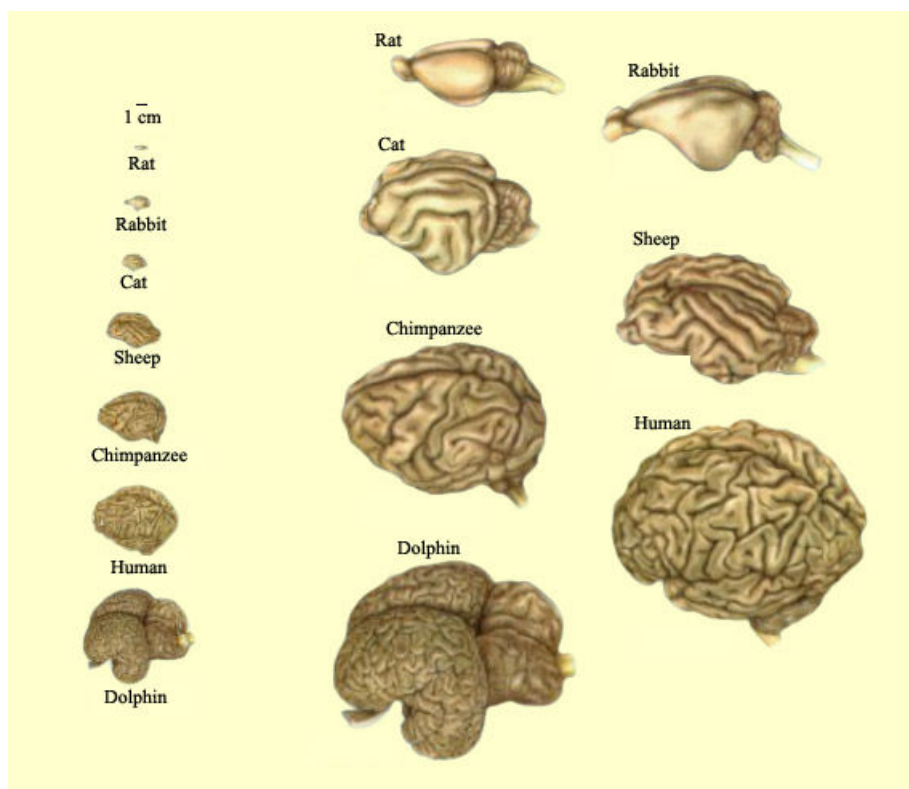 1 cm
Rat
Rabbit
Cat
Sheep
Chimpanzee
Human
Dolphin
Rat
Rabbit
Cat
Sheep
Chimpanzee
Human
Dolphin